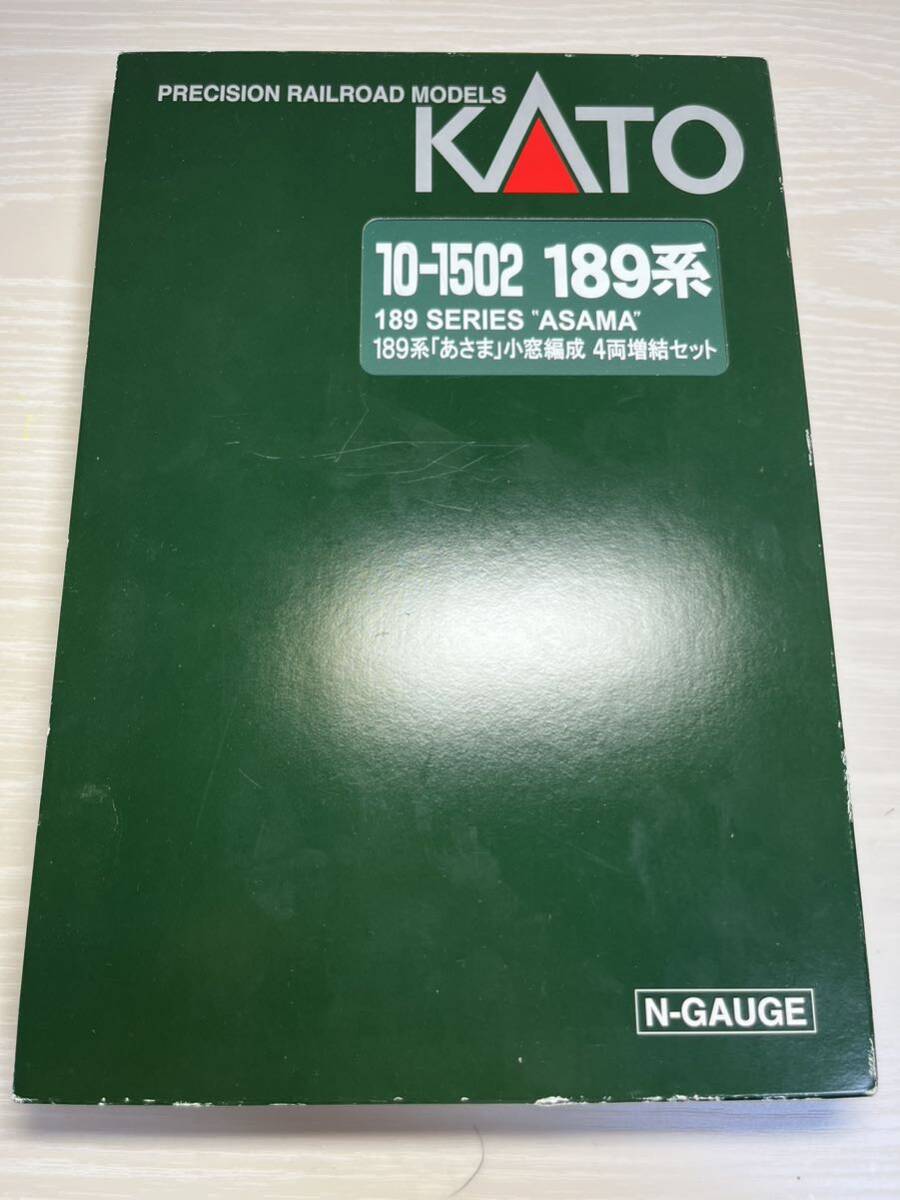 PRECISION RAILROAD MODELS
KATO
10-1502 189系
189 SERIES "ASAMA"
189系「あさま」小窓編成 4両増結セット
N-GAUGE